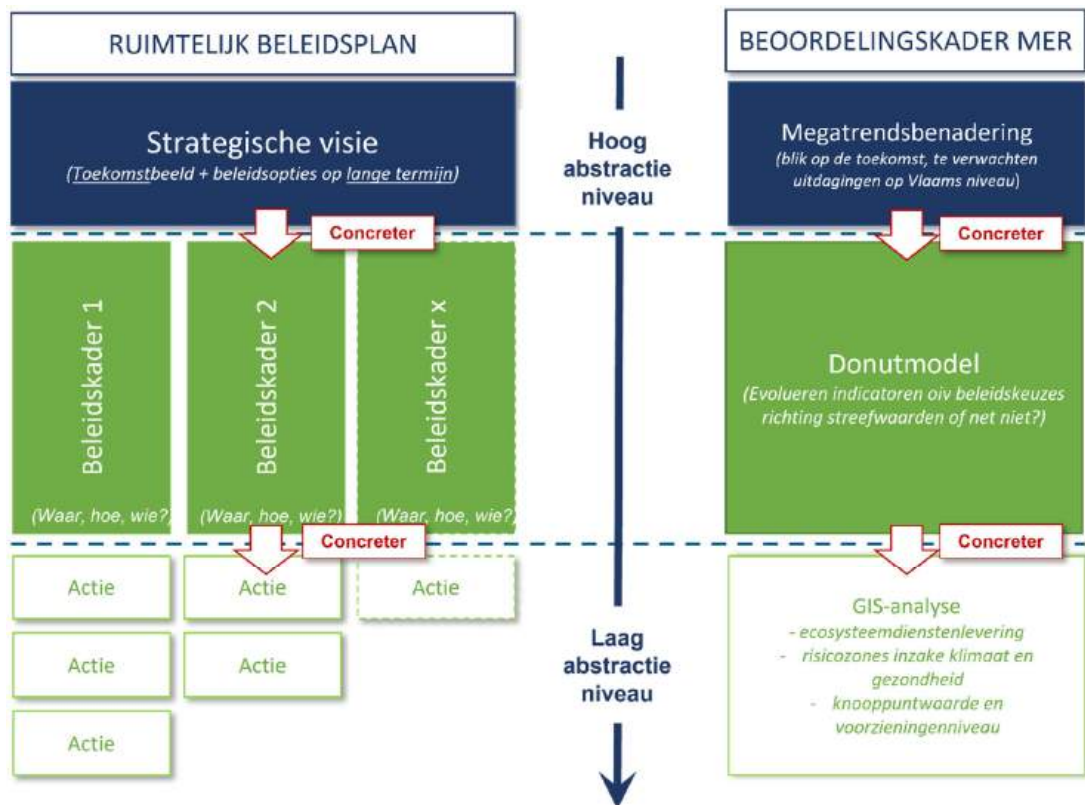 RUIMTELIJK BELEIDSPLAN
Strategische visie
(Toekomstbeeld + beleidsopties op lange termijn)
Concreter
Beleidskader 1
(Waar, hoe, wie?)
Beleidskader 2
(Waar, hoe, wie?)
Beleidskader x
(Waar, hoe, wie?)
Concreter
Actie
Actie
Actie
Actie
Actie
Actie
Hoog
abstractie
niveau
Laag
abstractie
niveau
BEOORDELINGSKADER MER
Megatrendsbenadering
(blik op de toekomst, te verwachten
uitdagingen op Vlaams niveau)
Concreter
Donutmodel
(Evolueren indicatoren oiv beleidskeuzes
richting streefwaarden of net niet?)
Concreter
GIS-analyse
- ecosysteemdienstenlevering
- risicozones inzake klimaat en
gezondheid
- knooppuntwaarde en
voorzieningenniveau